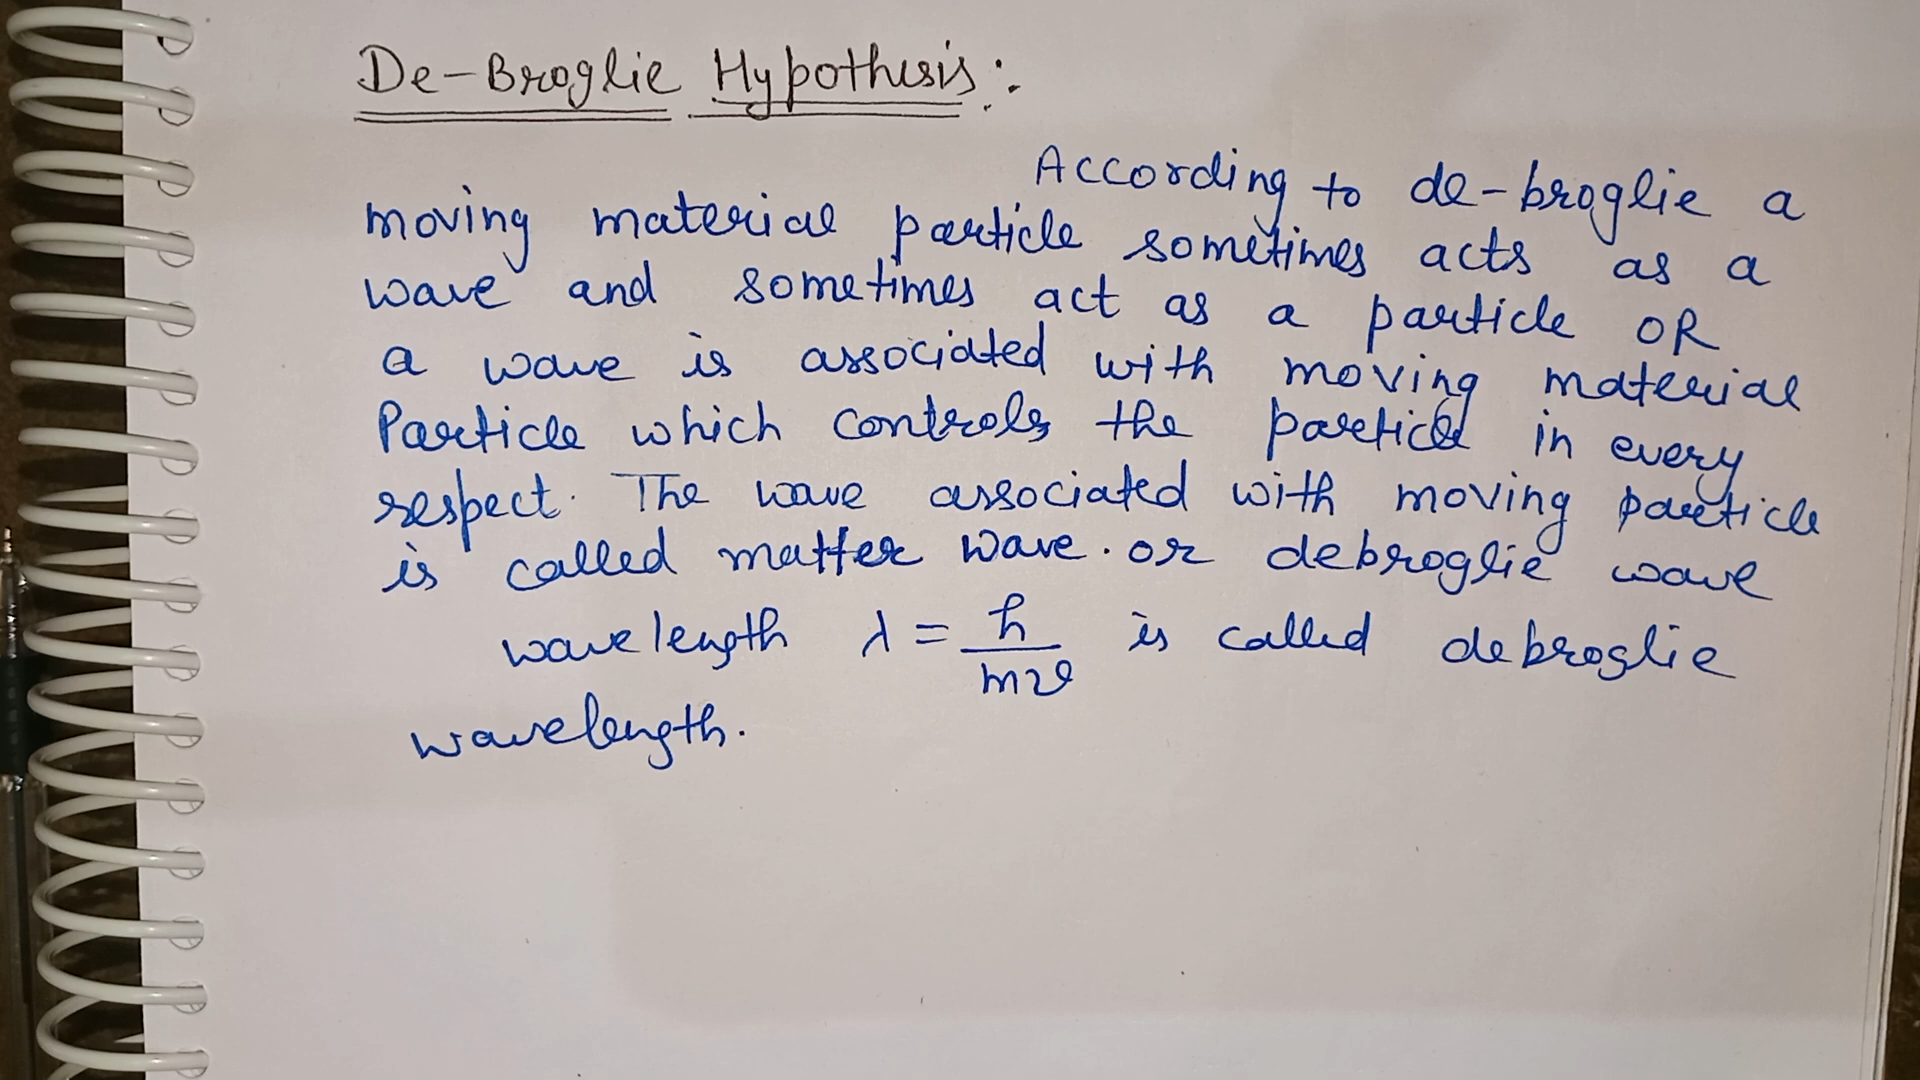 De-Broglie Hypothesis:
According to de-broglie a
moving material particle sometimes acts as a
wave and sometimes act as a particle OR
a wave is associated with moving material
Particle which controls the particle in every
respect. The wave associated with moving particle
is called matter wave. or debroglie wave
wavelength λ = ℏ/mv is called debroglie
wavelength.